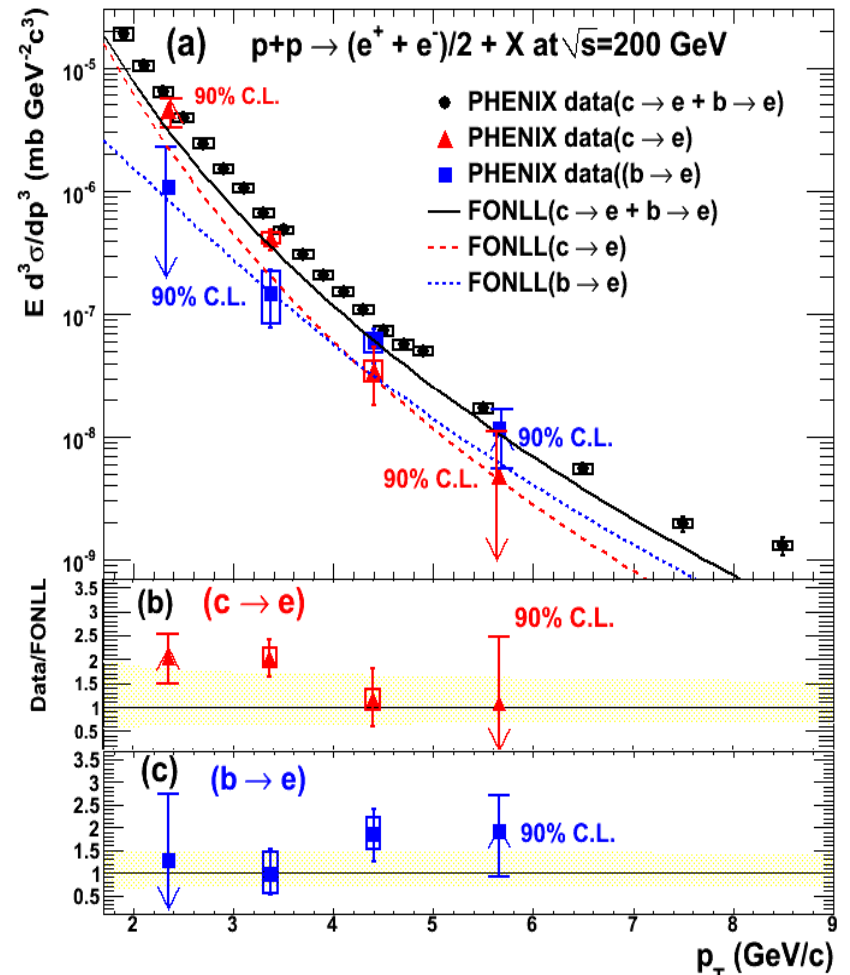 (a) p+p → (e⁺ + e⁻)/2 + X at √s=200 GeV
E d³σ/dp³ (mb GeV⁻²c³)
10⁻⁵
10⁻⁶
10⁻⁷
10⁻⁸
10⁻⁹
90% C.L.
PHENIX data(c → e + b → e)
PHENIX data(c → e)
PHENIX data((b → e)
FONLL(c → e + b → e)
FONLL(c → e)
FONLL(b → e)
90% C.L.
90% C.L.
90% C.L.
Data/FONLL
(b) (c → e)
90% C.L.
3.5
3
2.5
2
1.5
1
0.5
(c) (b → e)
90% C.L.
3.5
3
2.5
2
1.5
1
0.5
2 3 4 5 6 7 8 9
p_T (GeV/c)